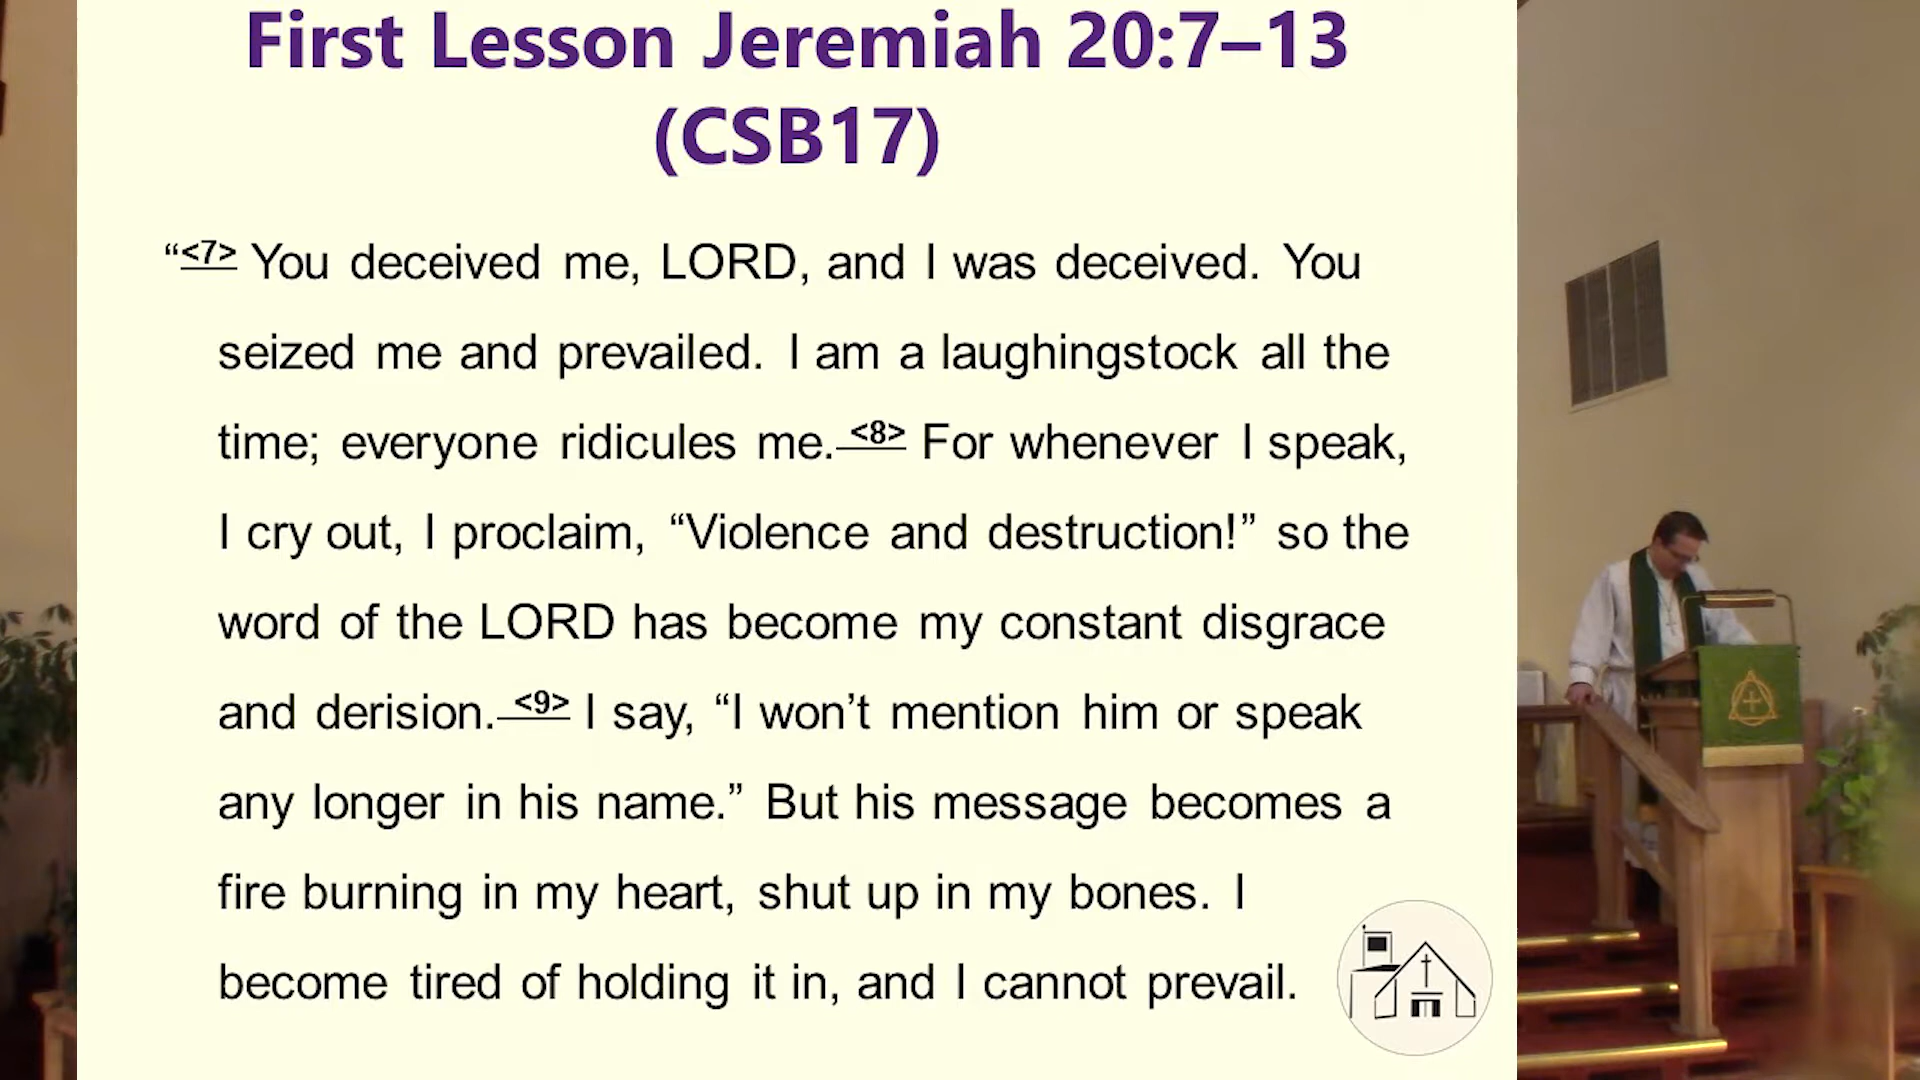 First Lesson Jeremiah 20:7–13
(CSB17)
“<7> You deceived me, LORD, and I was deceived. You
seized me and prevailed. I am a laughingstock all the
time; everyone ridicules me. <8> For whenever I speak,
I cry out, I proclaim, “Violence and destruction!” so the
word of the LORD has become my constant disgrace
and derision. <9> I say, “I won’t mention him or speak
any longer in his name.” But his message becomes a
fire burning in my heart, shut up in my bones. I
become tired of holding it in, and I cannot prevail.